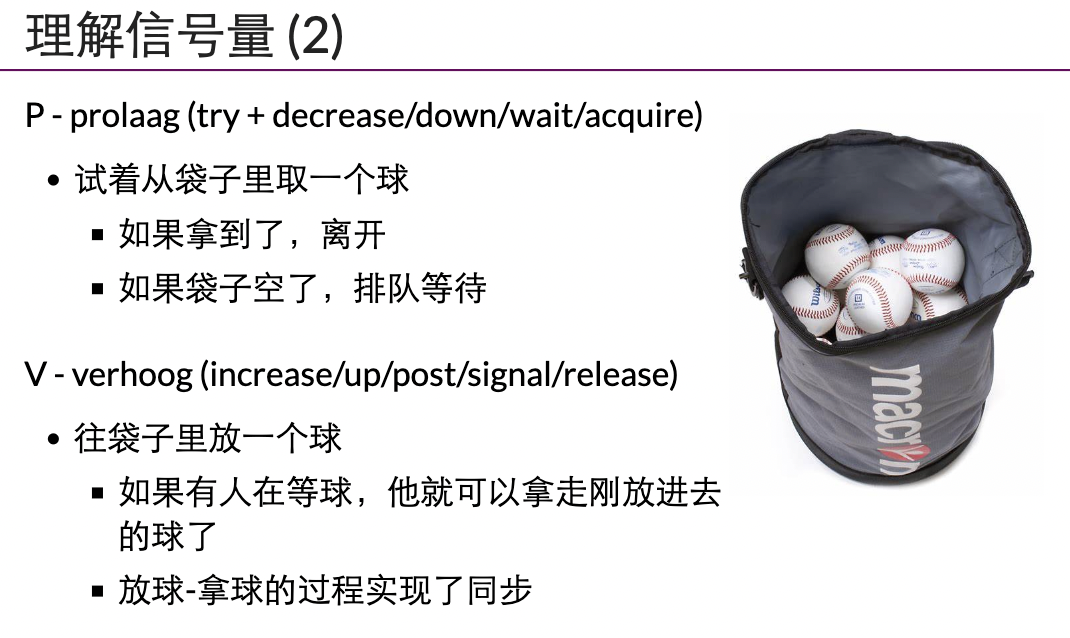 理解信号量 (2)
P - prolaag (try + decrease/down/wait/acquire)
试着从袋子里取一个球
如果拿到了，离开
如果袋子空了，排队等待
V - verhoog (increase/up/post/signal/release)
往袋子里放一个球
如果有人在等球，他就可以拿走刚放进去
的球了
放球-拿球的过程实现了同步
macron